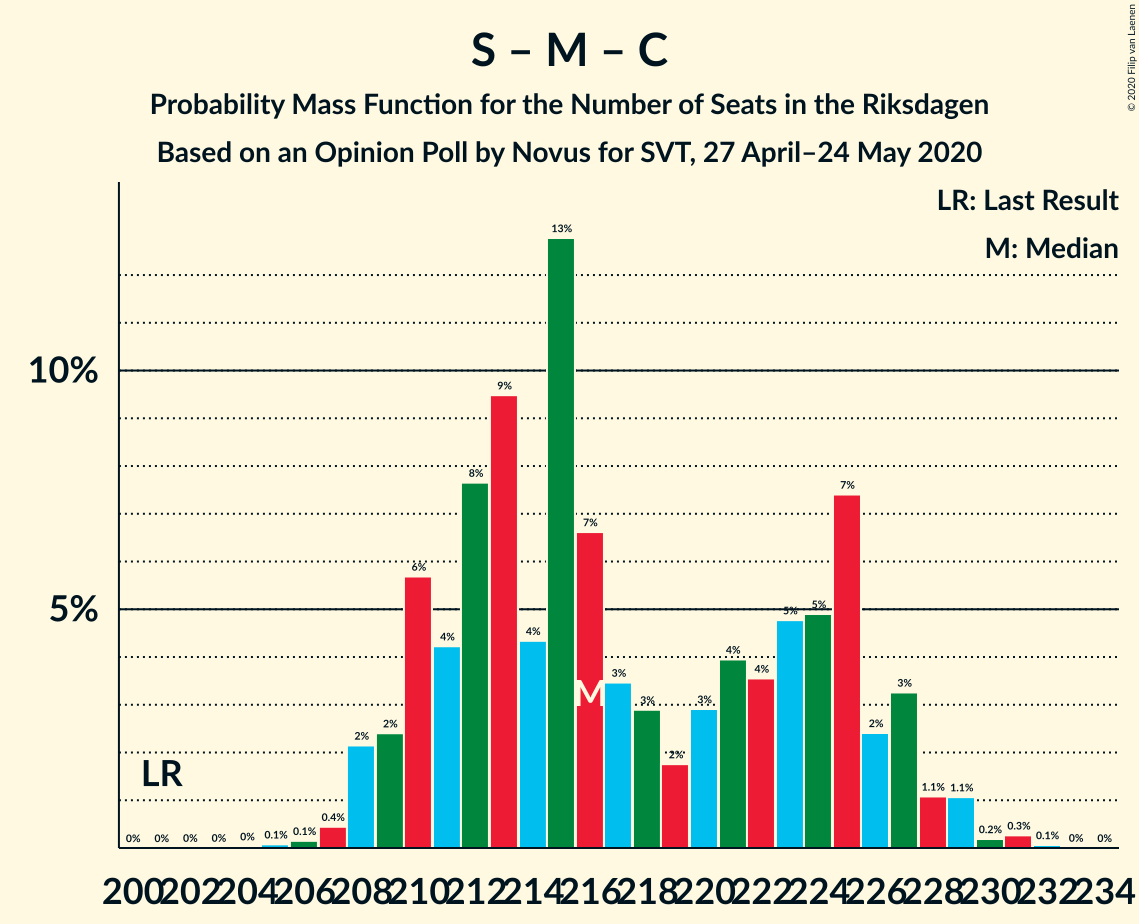 S – M – C
Probability Mass Function for the Number of Seats in the Riksdagen
Based on an Opinion Poll by Novus for SVT, 27 April–24 May 2020
© 2020 Filip van Laenen
LR: Last Result
M: Median
10%
5%
LR
M
0% 0% 0% 0% 0% 0.1% 0.1% 0.4% 2% 2% 6% 4% 8% 9% 4% 13% 7% 3% 3% 2% 3% 4% 4% 5% 5% 7% 2% 3% 1.1% 1.1% 0.2% 0.3% 0.1% 0% 0%
200 202 204 206 208 210 212 214 216 218 220 222 224 226 228 230 232 234